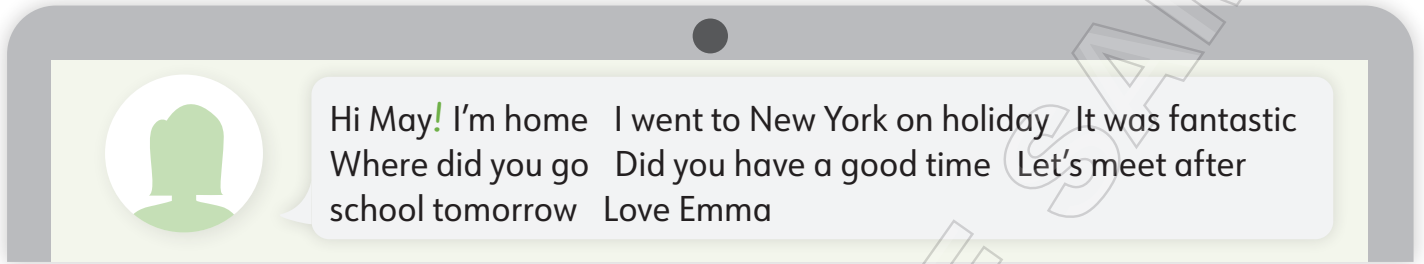 Hi May! I'm home   I went to New York on holiday   It was fantastic
Where did you go   Did you have a good time   Let's meet after
school tomorrow   Love Emma